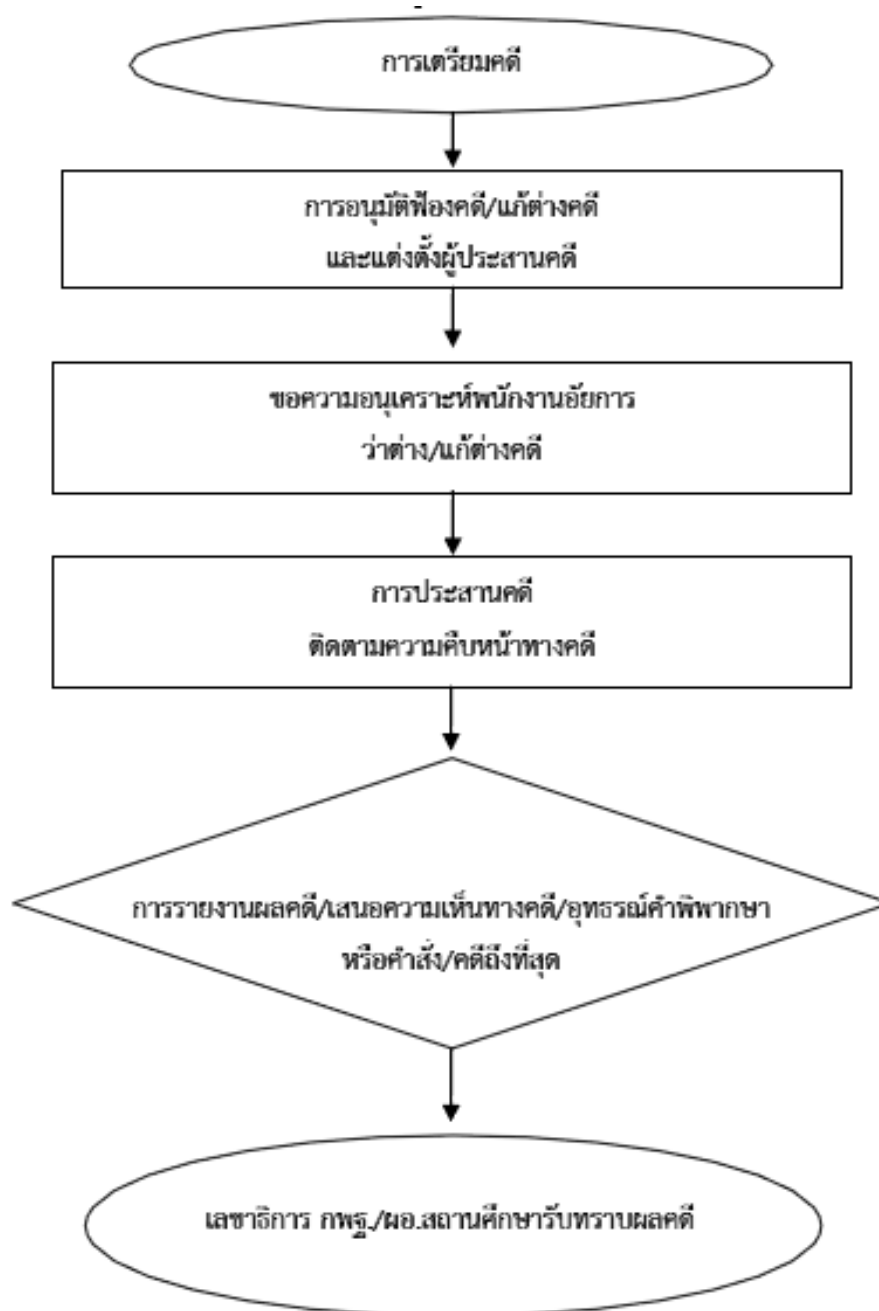 การเตรียมคดี
การอนุมัติฟ้องคดี/แก้ต่างคดี
และแต่งตั้งผู้ประสานคดี
ขอความอนุเคราะห์พนักงานอัยการ
ว่าต่าง/แก้ต่างคดี
การประสานคดี
ติดตามความคืบหน้าทางคดี
การรายงานผลคดี/เสนอความเห็นทางคดี/อุทธรณ์คำพิพากษา
หรือคำสั่ง/คดีถึงที่สุด
เลขาธิการ กพฐ./ผอ.สถานศึกษารับทราบผลคดี